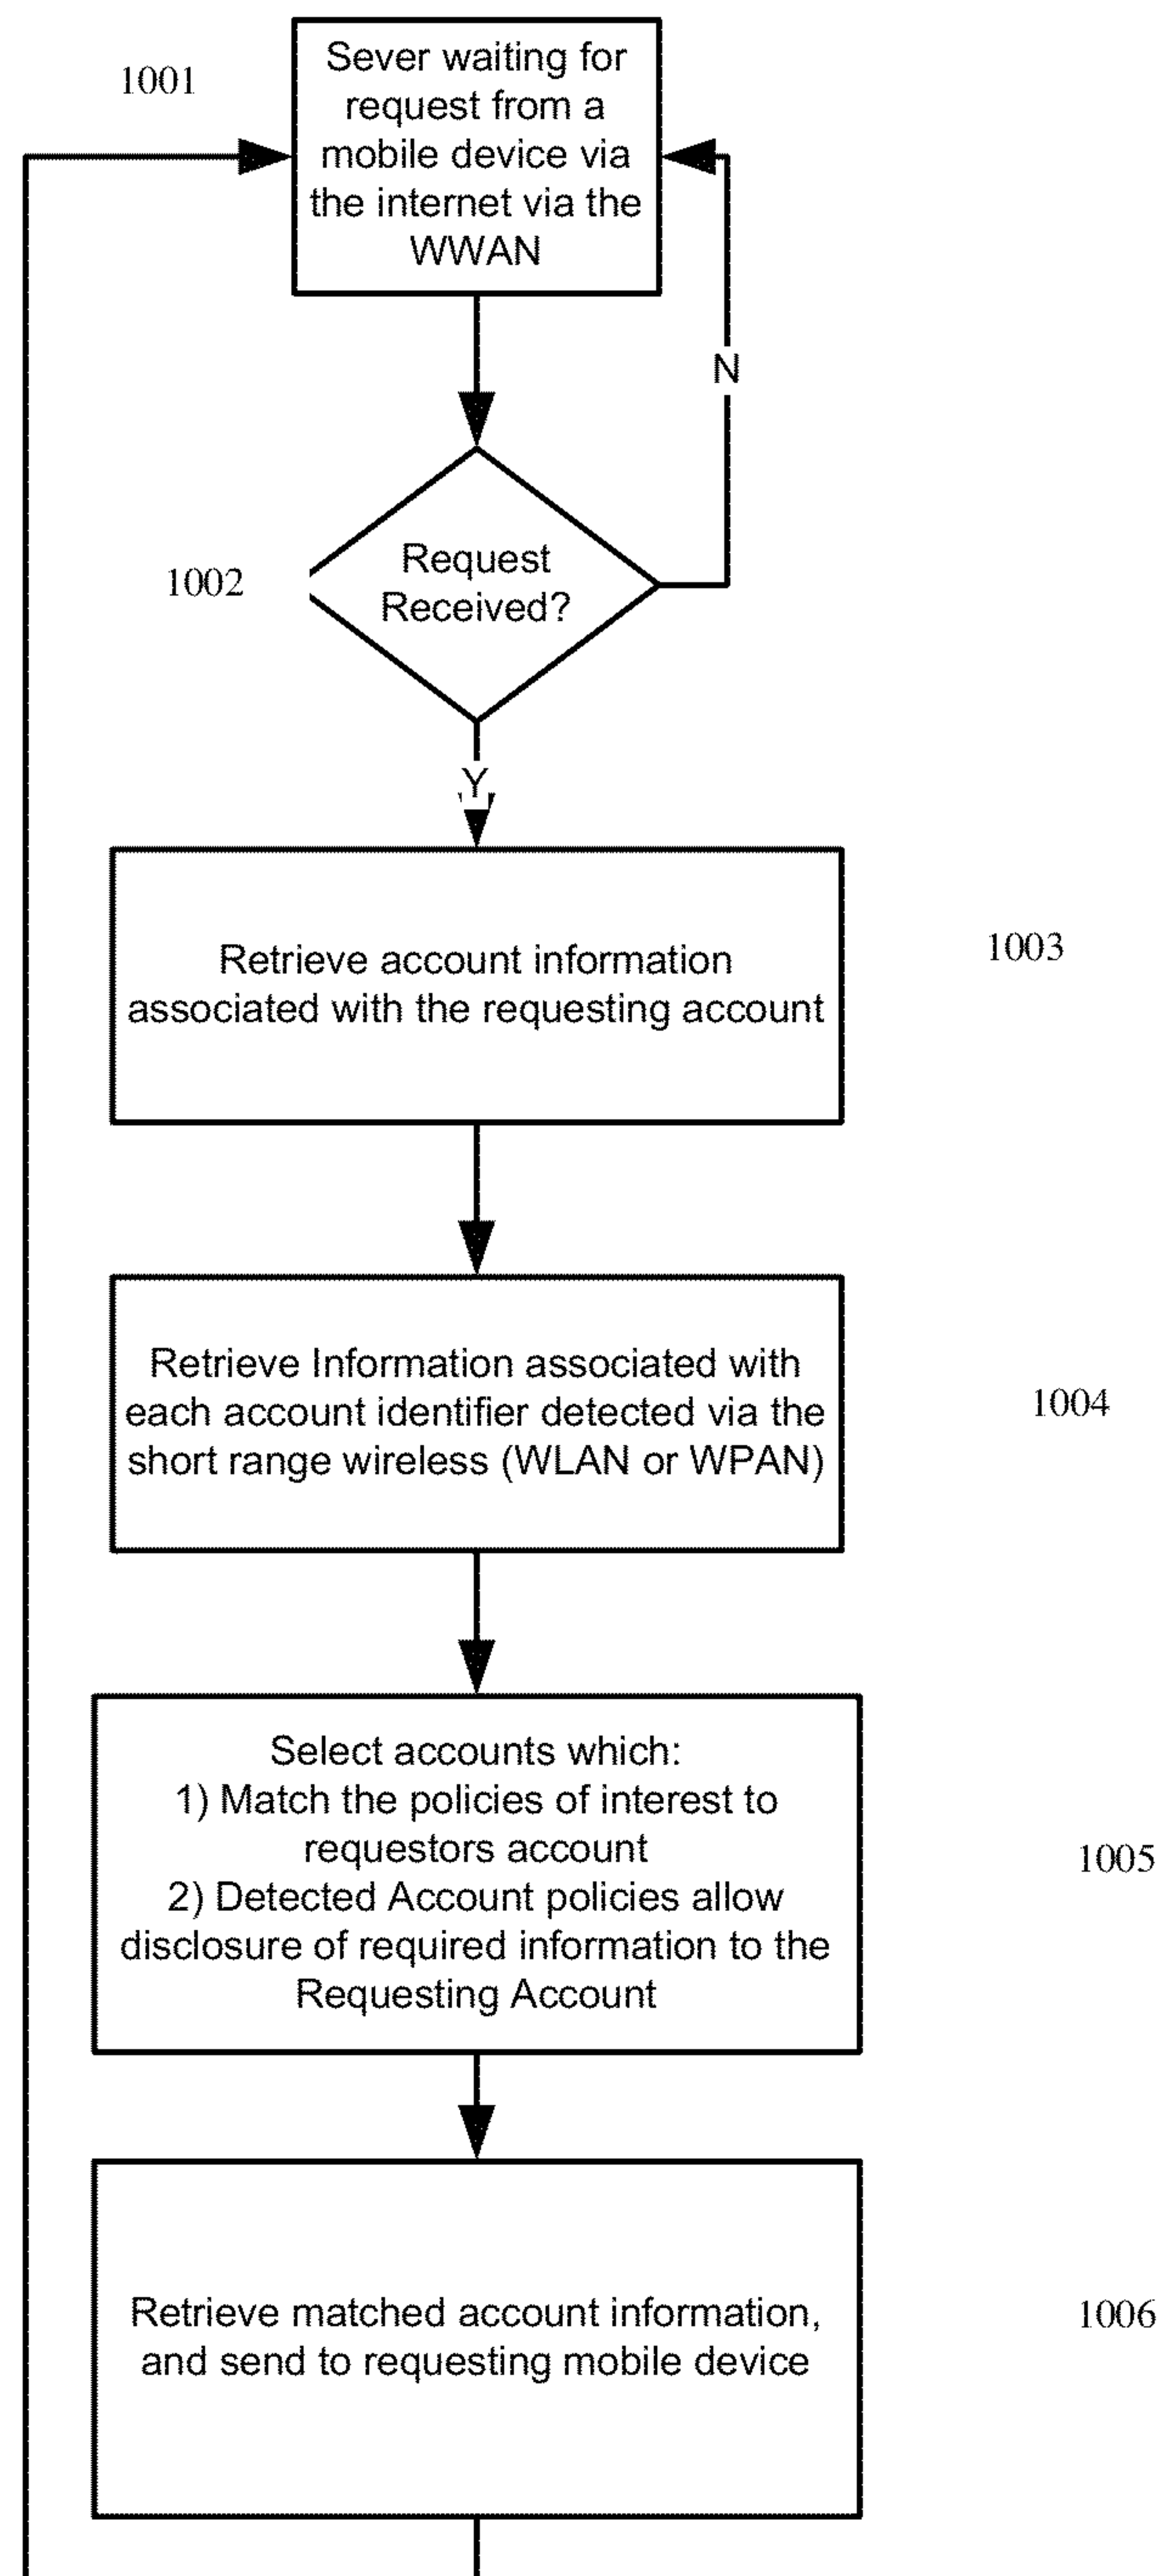 1001
Sever waiting for
request from a
mobile device via
the internet via the
WWAN
N
1002
Request
Received?
Y
Retrieve account information
associated with the requesting account
1003
Retrieve Information associated with
each account identifier detected via the
short range wireless (WLAN or WPAN)
1004
Select accounts which:
1) Match the policies of interest to
requestors account
2) Detected Account policies allow
disclosure of required information to the
Requesting Account
1005
Retrieve matched account information,
and send to requesting mobile device
1006